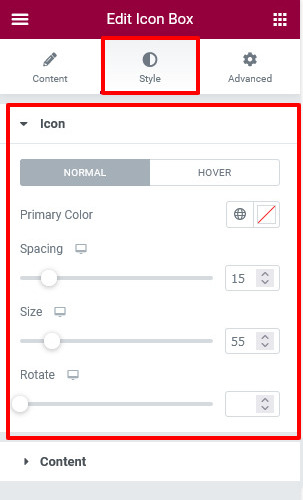 Edit Icon Box
Content Style Advanced
Icon
NORMAL HOVER
Primary Color
Spacing
15
Size
55
Rotate
Content